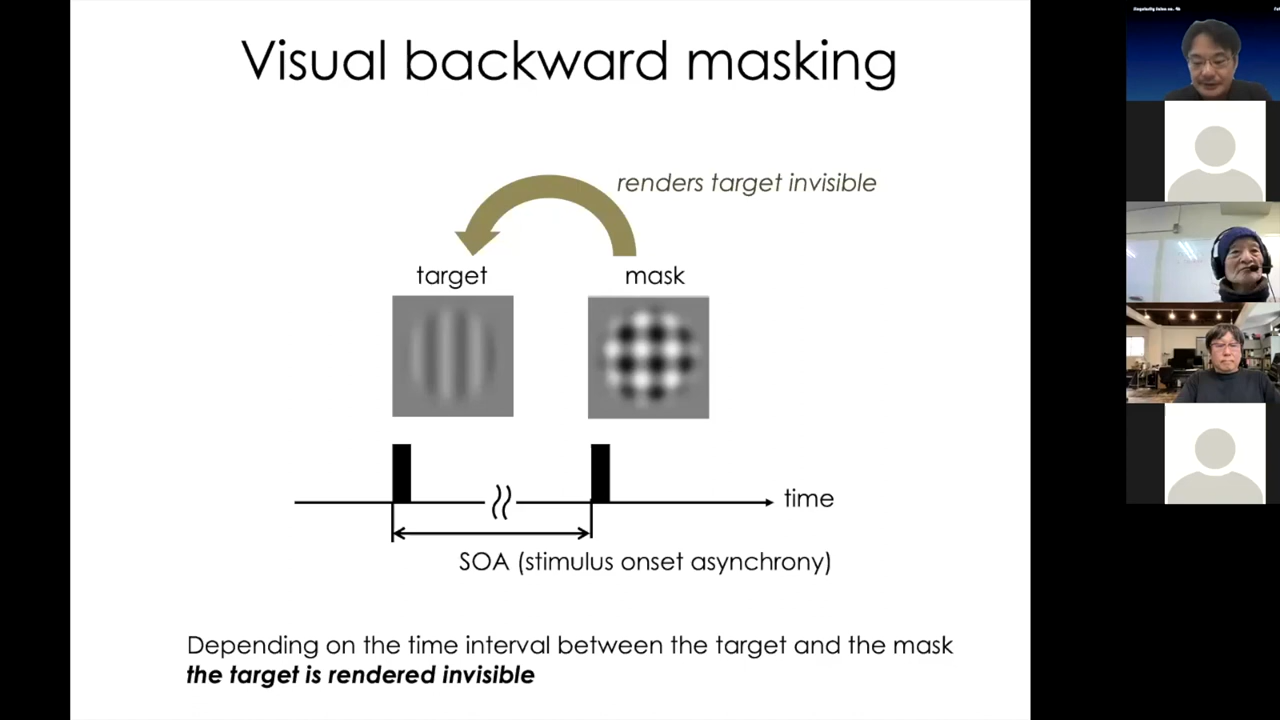 Visual backward masking
renders target invisible
target
mask
time
SOA (stimulus onset asynchrony)
Depending on the time interval between the target and the mask
the target is rendered invisible